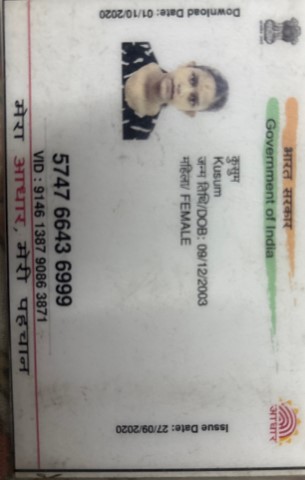 भारत सरकार
Government of India
Download Date: 01/10/2020
Issue Date: 27/09/2020
कुसुम
Kusum
जन्म तिथि/DOB: 09/12/2003
महिला/ FEMALE
5747 6643 6999
VID : 9146 1387 9086 3871
मेरा आधार, मेरी पहचान
आधार